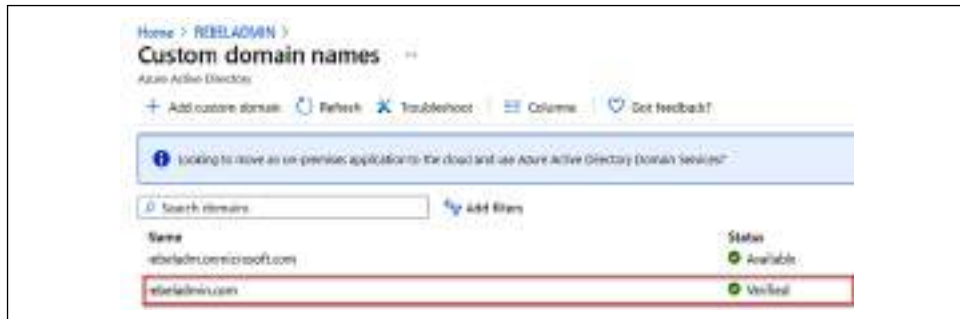 Home > REBELADMIN >
Custom domain names ...
Azure Active Directory
+ Add custom domain Refresh Troubleshoot Columns Got feedback?
Looking to move an on-premises application to the cloud and use Azure Active Directory Domain Services?
Search domains Add filters
Name Status
rebeladm.onmicrosoft.com Available
rebeladmin.com Verified